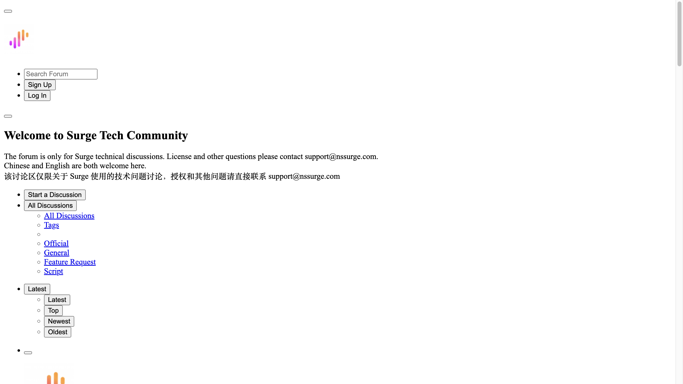 Search Forum
Sign Up
Log In
Welcome to Surge Tech Community
The forum is only for Surge technical discussions. License and other questions please contact support@nssurge.com.
Chinese and English are both welcome here.
该讨论区仅限关于 Surge 使用的技术问题讨论，授权和其他问题请直接联系 support@nssurge.com
Start a Discussion
All Discussions
All Discussions
Tags
Official
General
Feature Request
Script
Latest
Latest
Top
Newest
Oldest